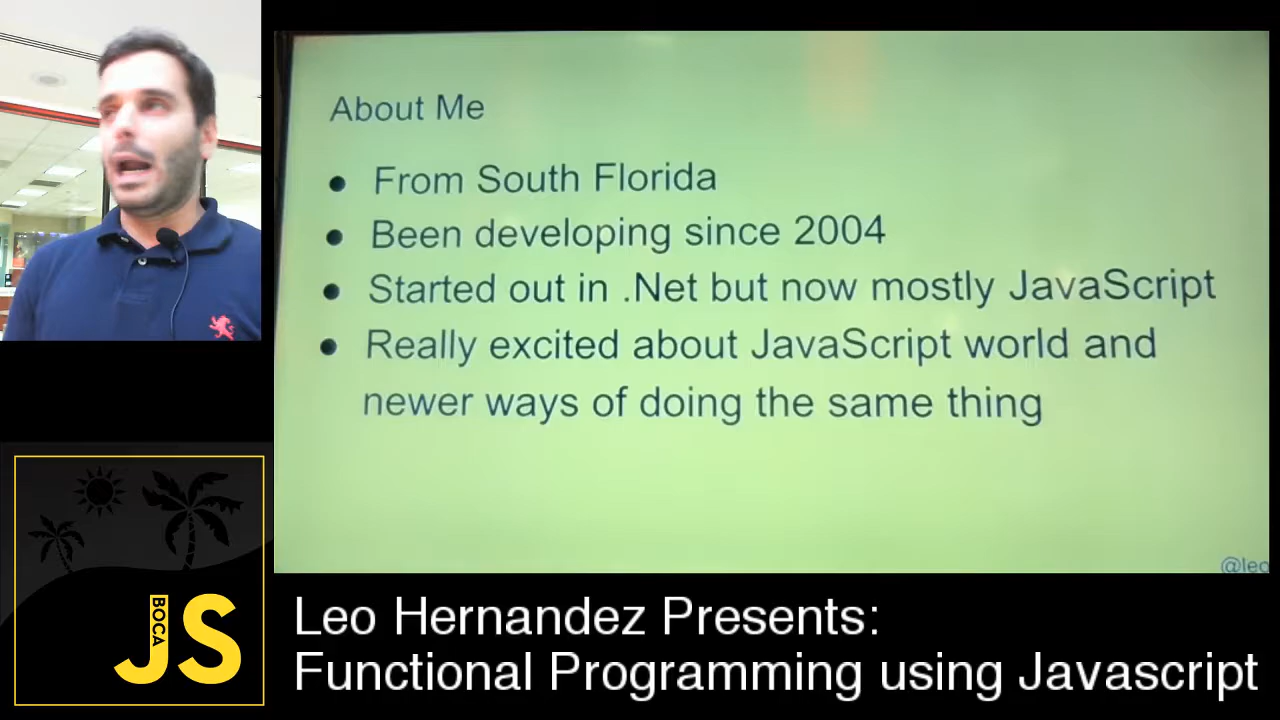 About Me
● From South Florida
● Been developing since 2004
● Started out in .Net but now mostly JavaScript
● Really excited about JavaScript world and
newer ways of doing the same thing
@leo
BOCA
JS
Leo Hernandez Presents:
Functional Programming using Javascript